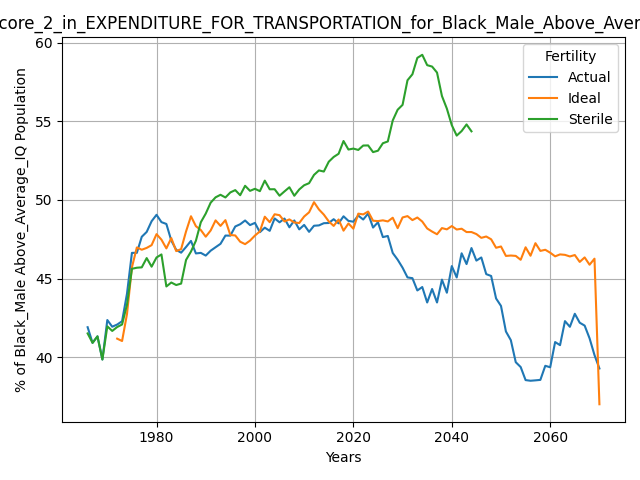 core_2_in_EXPENDITURE_FOR_TRANSPORTATION_for_Black_Male_Above_Aver
Fertility
Actual
Ideal
Sterile
% of Black_Male Above_Average_IQ Population
60
55
50
45
40
1980 2000 2020 2040 2060
Years